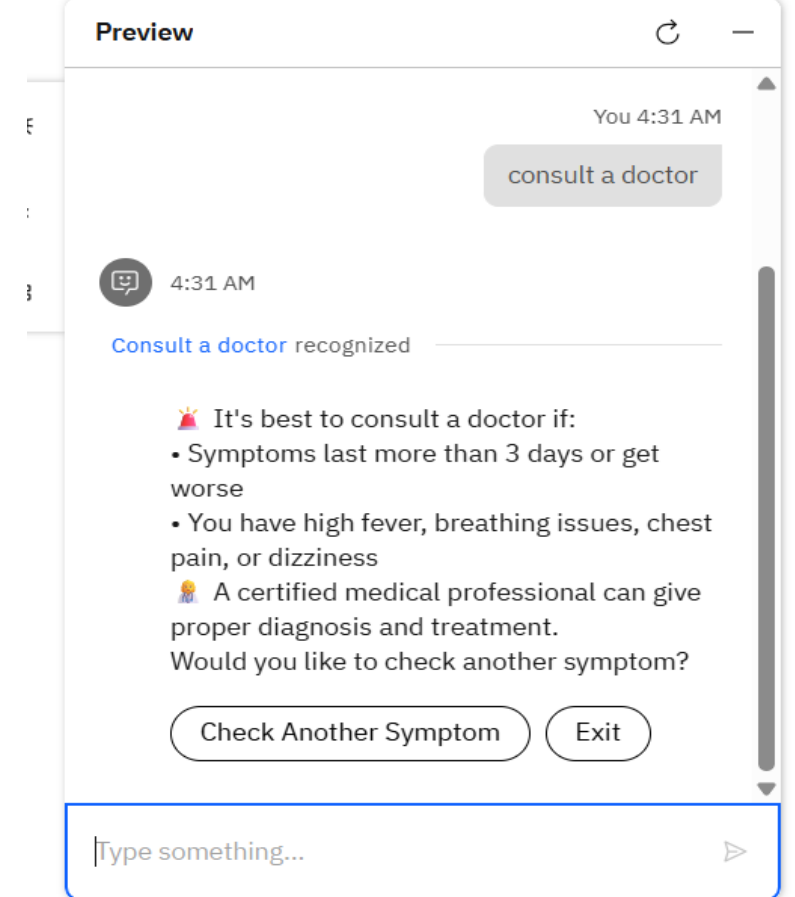 Preview
You 4:31 AM
consult a doctor
4:31 AM
Consult a doctor recognized
🚨 It's best to consult a doctor if:
• Symptoms last more than 3 days or get
worse
• You have high fever, breathing issues, chest
pain, or dizziness
🧑‍⚕️ A certified medical professional can give
proper diagnosis and treatment.
Would you like to check another symptom?
Check Another Symptom Exit
Type something...